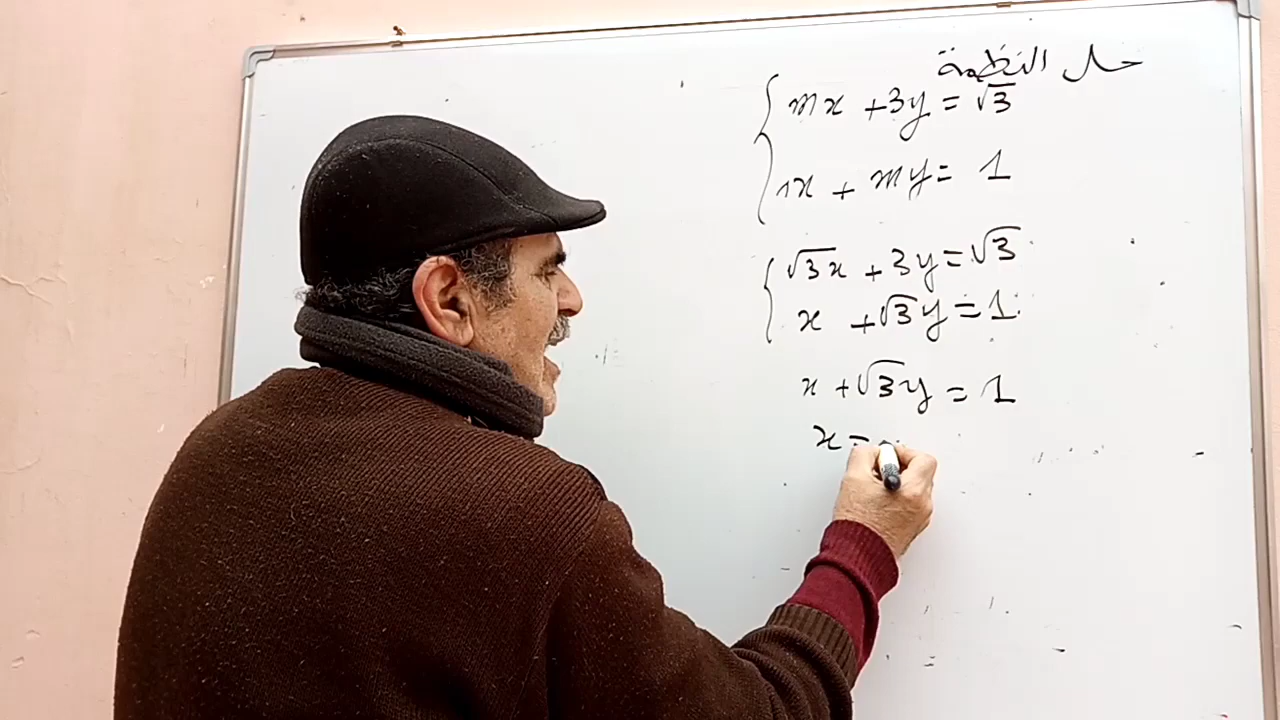 حل النظمة
mx + 3y = √3
1x + my = 1
√3x + 3y = √3
x + √3y = 1
x + √3y = 1
x =